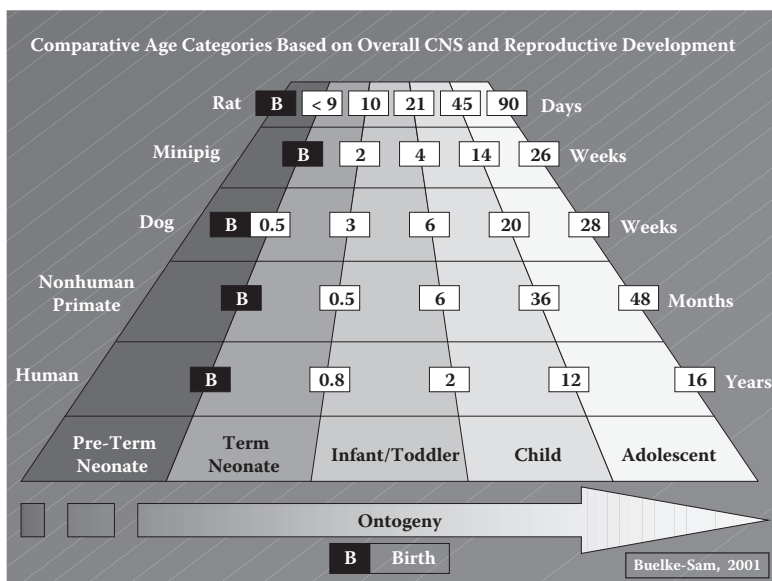 Comparative Age Categories Based on Overall CNS and Reproductive Development
Rat B < 9 10 21 45 90 Days
Minipig B 2 4 14 26 Weeks
Dog B 0.5 3 6 20 28 Weeks
Nonhuman
Primate B 0.5 6 36 48 Months
Human B 0.8 2 12 16 Years
Pre-Term
Neonate
Term
Neonate
Infant/Toddler
Child
Adolescent
Ontogeny
B Birth
Buelke-Sam, 2001